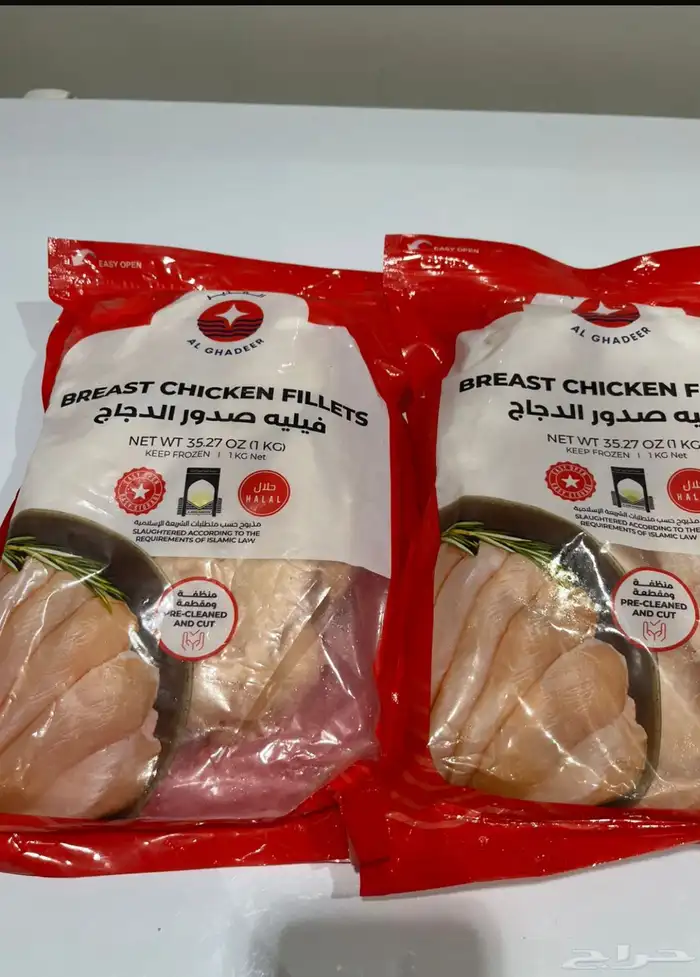 EASY OPEN
الغدير
AL GHADEER
BREAST CHICKEN FILLETS
فيليه صدور الدجاج
NET WT 35.27 OZ (1 KG)
KEEP FROZEN | 1 KG Net
حلال
HALAL
مذبوح حسب متطلبات الشريعة الإسلامية
SLAUGHTERED ACCORDING TO THE
REQUIREMENTS OF ISLAMIC LAW
منظفة
ومقطعة
PRE-CLEANED
AND CUT
EASY OPEN
AL GHADEER
BREAST CHICKEN F
يه صدور الدجاج
NET WT 35.27 OZ (1 KG
KEEP FROZEN | 1 KG Net
حلال
HALAL
مذبوح حسب متطلبات الشريعة الإسلامية
SLAUGHTERED ACCORDING TO THE
REQUIREMENTS OF ISLAMIC LAW
منظفة
ومقطعة
PRE-CLEANED
AND CUT
حراج